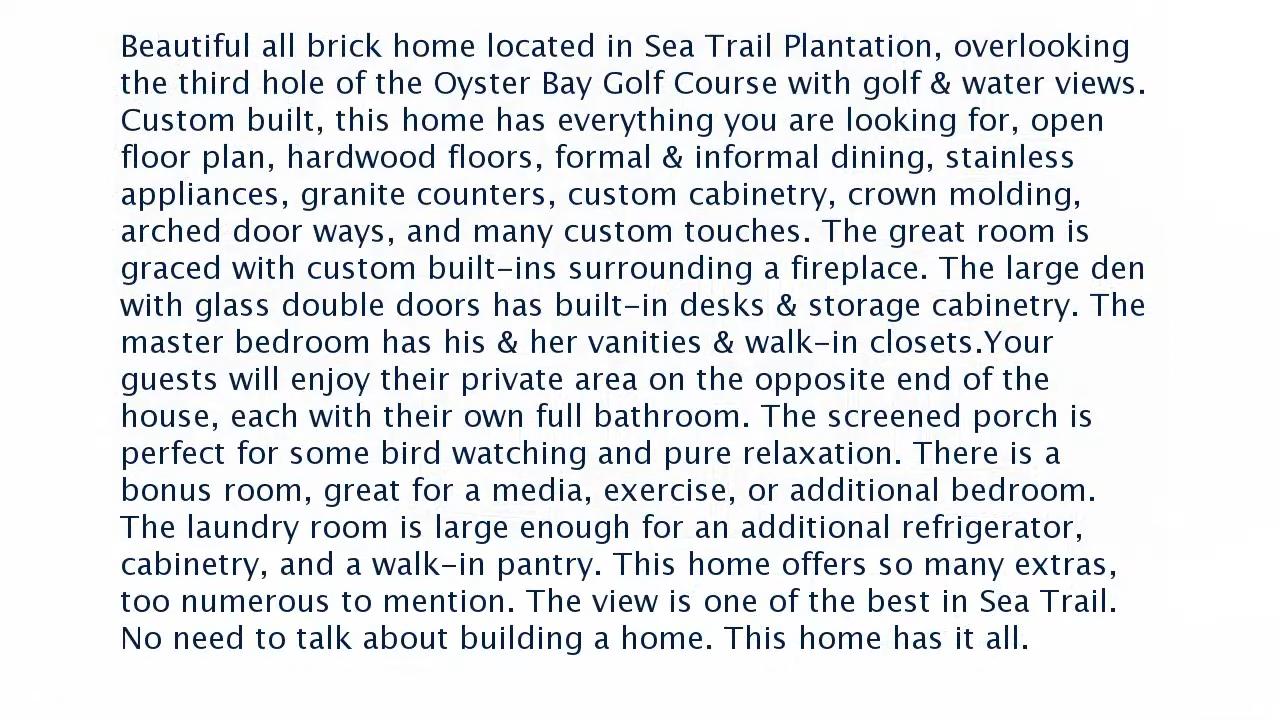 Beautiful all brick home located in Sea Trail Plantation, overlooking
the third hole of the Oyster Bay Golf Course with golf & water views.
Custom built, this home has everything you are looking for, open
floor plan, hardwood floors, formal & informal dining, stainless
appliances, granite counters, custom cabinetry, crown molding,
arched door ways, and many custom touches. The great room is
graced with custom built-ins surrounding a fireplace. The large den
with glass double doors has built-in desks & storage cabinetry. The
master bedroom has his & her vanities & walk-in closets.Your
guests will enjoy their private area on the opposite end of the
house, each with their own full bathroom. The screened porch is
perfect for some bird watching and pure relaxation. There is a
bonus room, great for a media, exercise, or additional bedroom.
The laundry room is large enough for an additional refrigerator,
cabinetry, and a walk-in pantry. This home offers so many extras,
too numerous to mention. The view is one of the best in Sea Trail.
No need to talk about building a home. This home has it all.